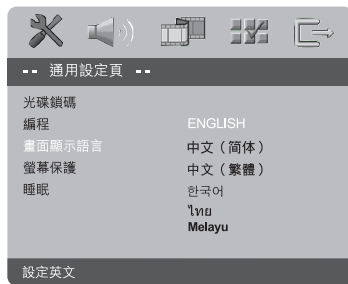 -- 通用設定頁 --
光碟鎖碼
編程
畫面顯示語言
螢幕保護
睡眠
ENGLISH
中文（简体）
中文（繁體）
한국어
ไทย
Melayu
設定英文